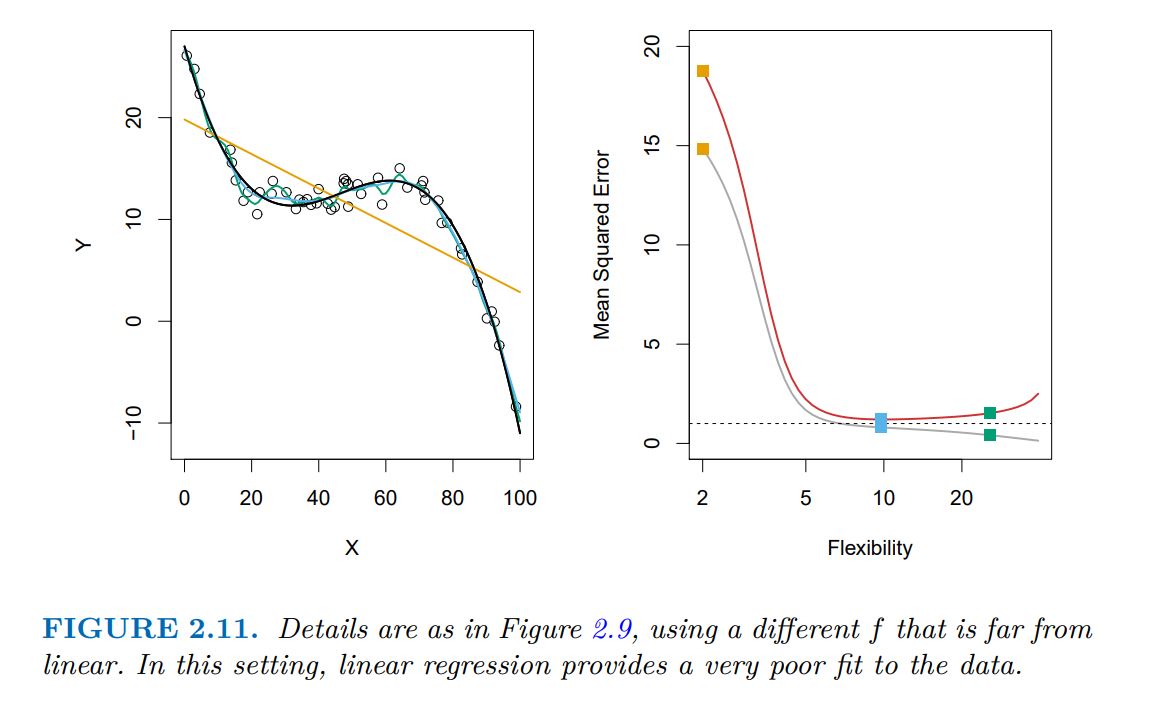 Y
20
10
0
−10
0 20 40 60 80 100
X
Mean Squared Error
20
15
10
5
0
2 5 10 20
Flexibility
FIGURE 2.11. Details are as in Figure 2.9, using a different f that is far from
linear. In this setting, linear regression provides a very poor fit to the data.